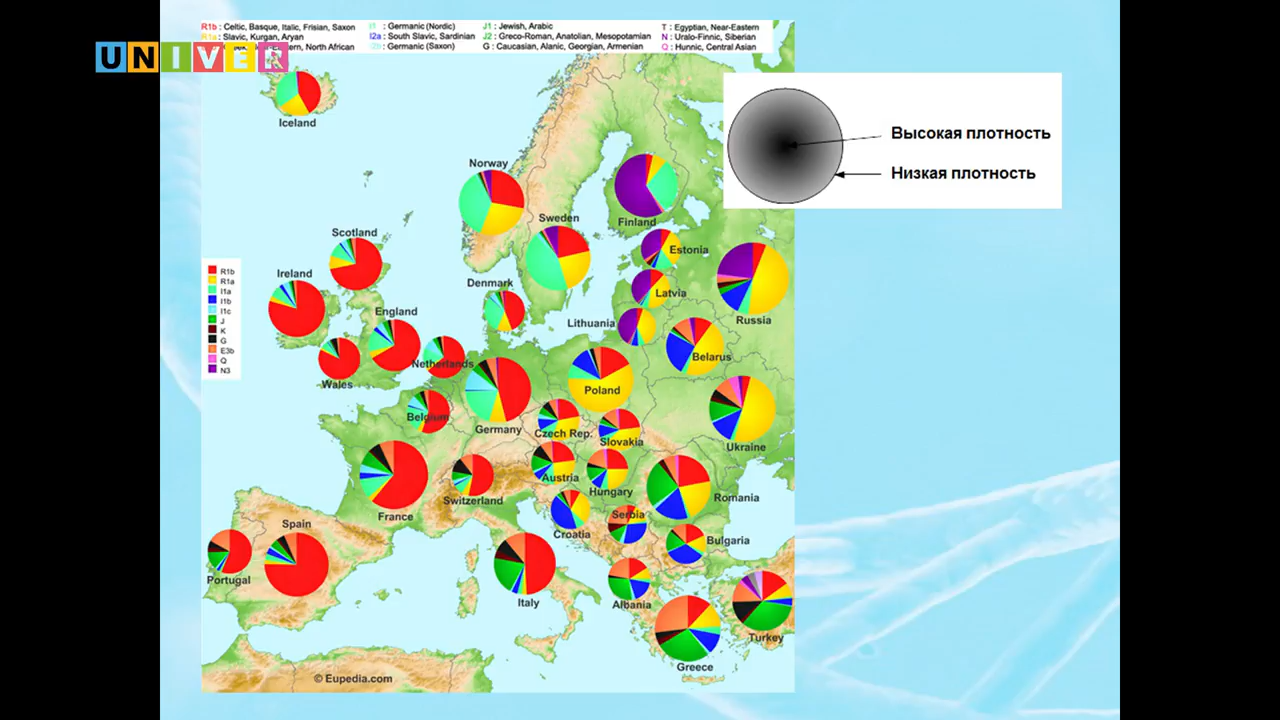 R1b : Celtic, Basque, Italic, Frisian, Saxon
I1 : Germanic (Nordic)
J1 : Jewish, Arabic
T : Egyptian, Near-Eastern
R1a : Slavic, Kurgan, Aryan
I2a : South Slavic, Sardinian
J2 : Greco-Roman, Anatolian, Mesopotamian
N : Uralo-Finnic, Siberian
Eastern, North African
I2b : Germanic (Saxon)
G : Caucasian, Alanic, Georgian, Armenian
Q : Hunnic, Central Asian
UNIVER
Iceland
Высокая плотность
Низкая плотность
Norway
Finland
Sweden
Scotland
Estonia
Ireland
Denmark
Latvia
England
Lithuania
Russia
R1b
R1a
I1a
I1b
I1c
J
K
G
E3b
Q
N3
Netherlands
Belarus
Wales
Poland
Belgium
Germany
Czech Rep.
Slovakia
Ukraine
Austria
Hungary
Switzerland
Romania
France
Serbia
Spain
Croatia
Bulgaria
Portugal
Italy
Albania
Turkey
Greece
© Eupedia.com